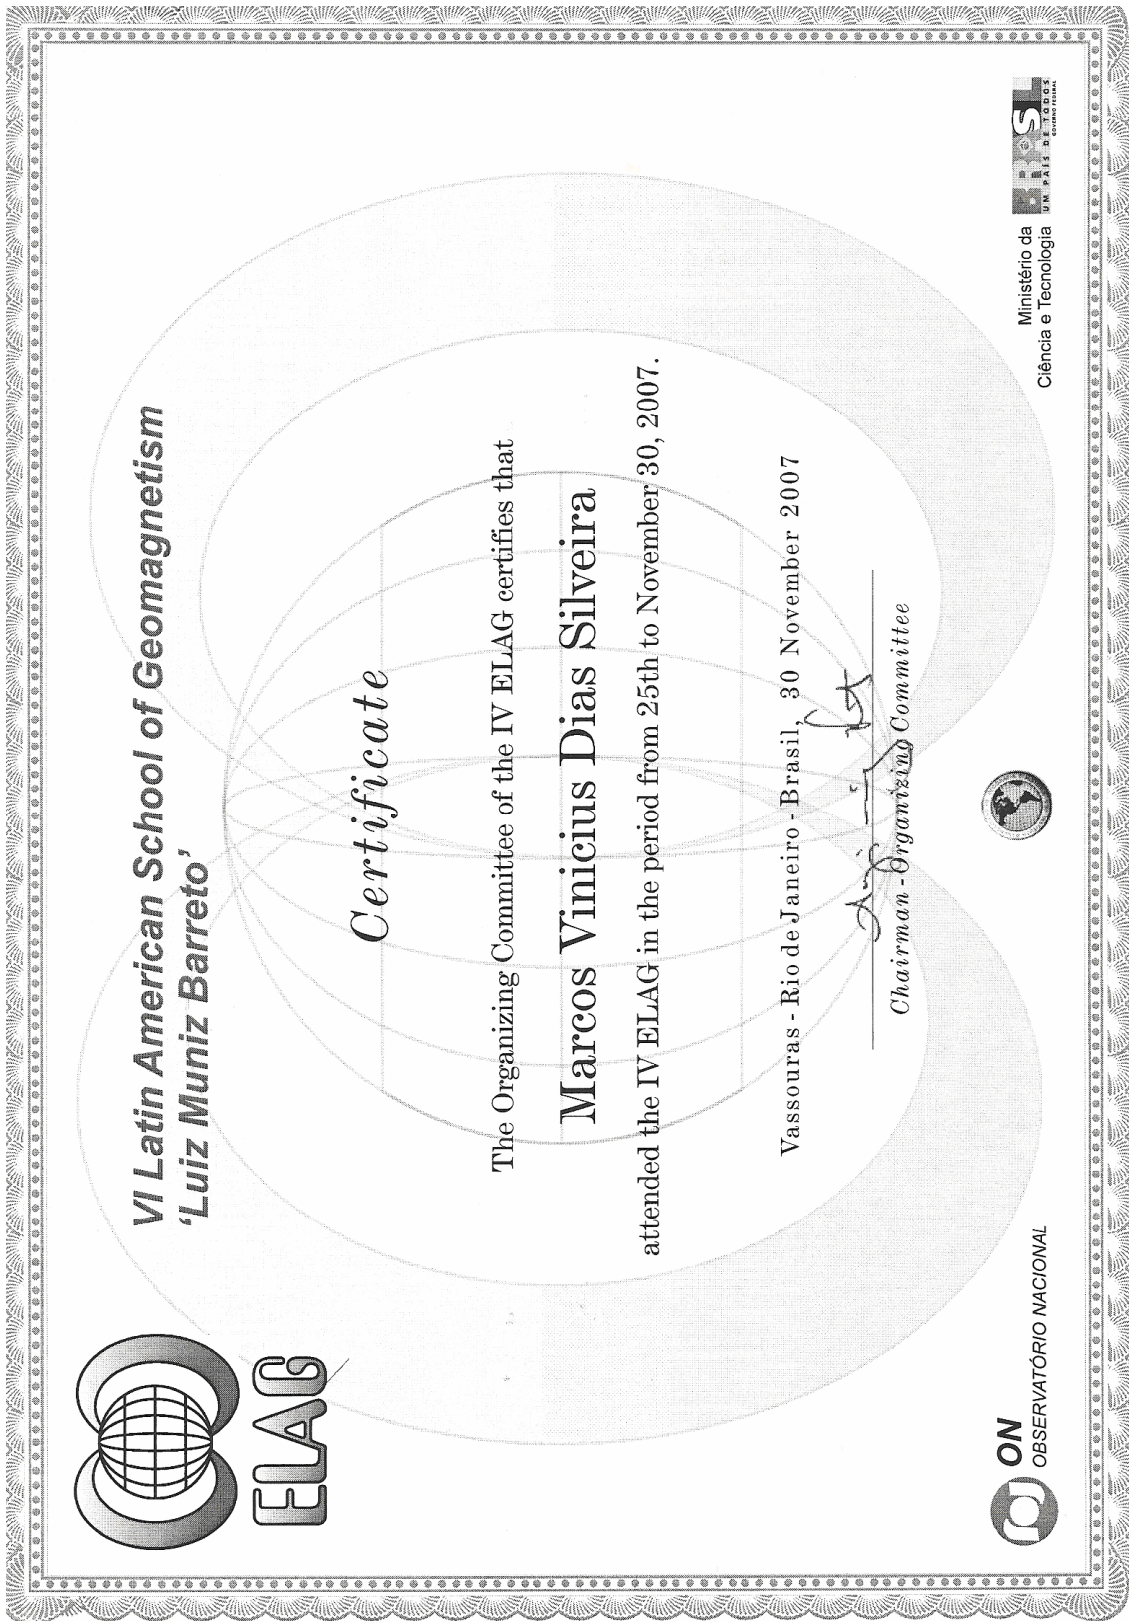 ELAG
VI Latin American School of Geomagnetism
‘Luiz Muniz Barreto’
Certificate
The Organizing Committee of the IV ELAG certifies that
Marcos Vinicius Dias Silveira
attended the IV ELAG in the period from 25th to November 30, 2007.
Vassouras - Rio de Janeiro - Brasil, 30 November 2007
Chairman - Organizing Committee
ON
OBSERVATÓRIO NACIONAL
Ministério da
Ciência e Tecnologia
BRASIL
UM PAÍS DE TODOS
GOVERNO FEDERAL